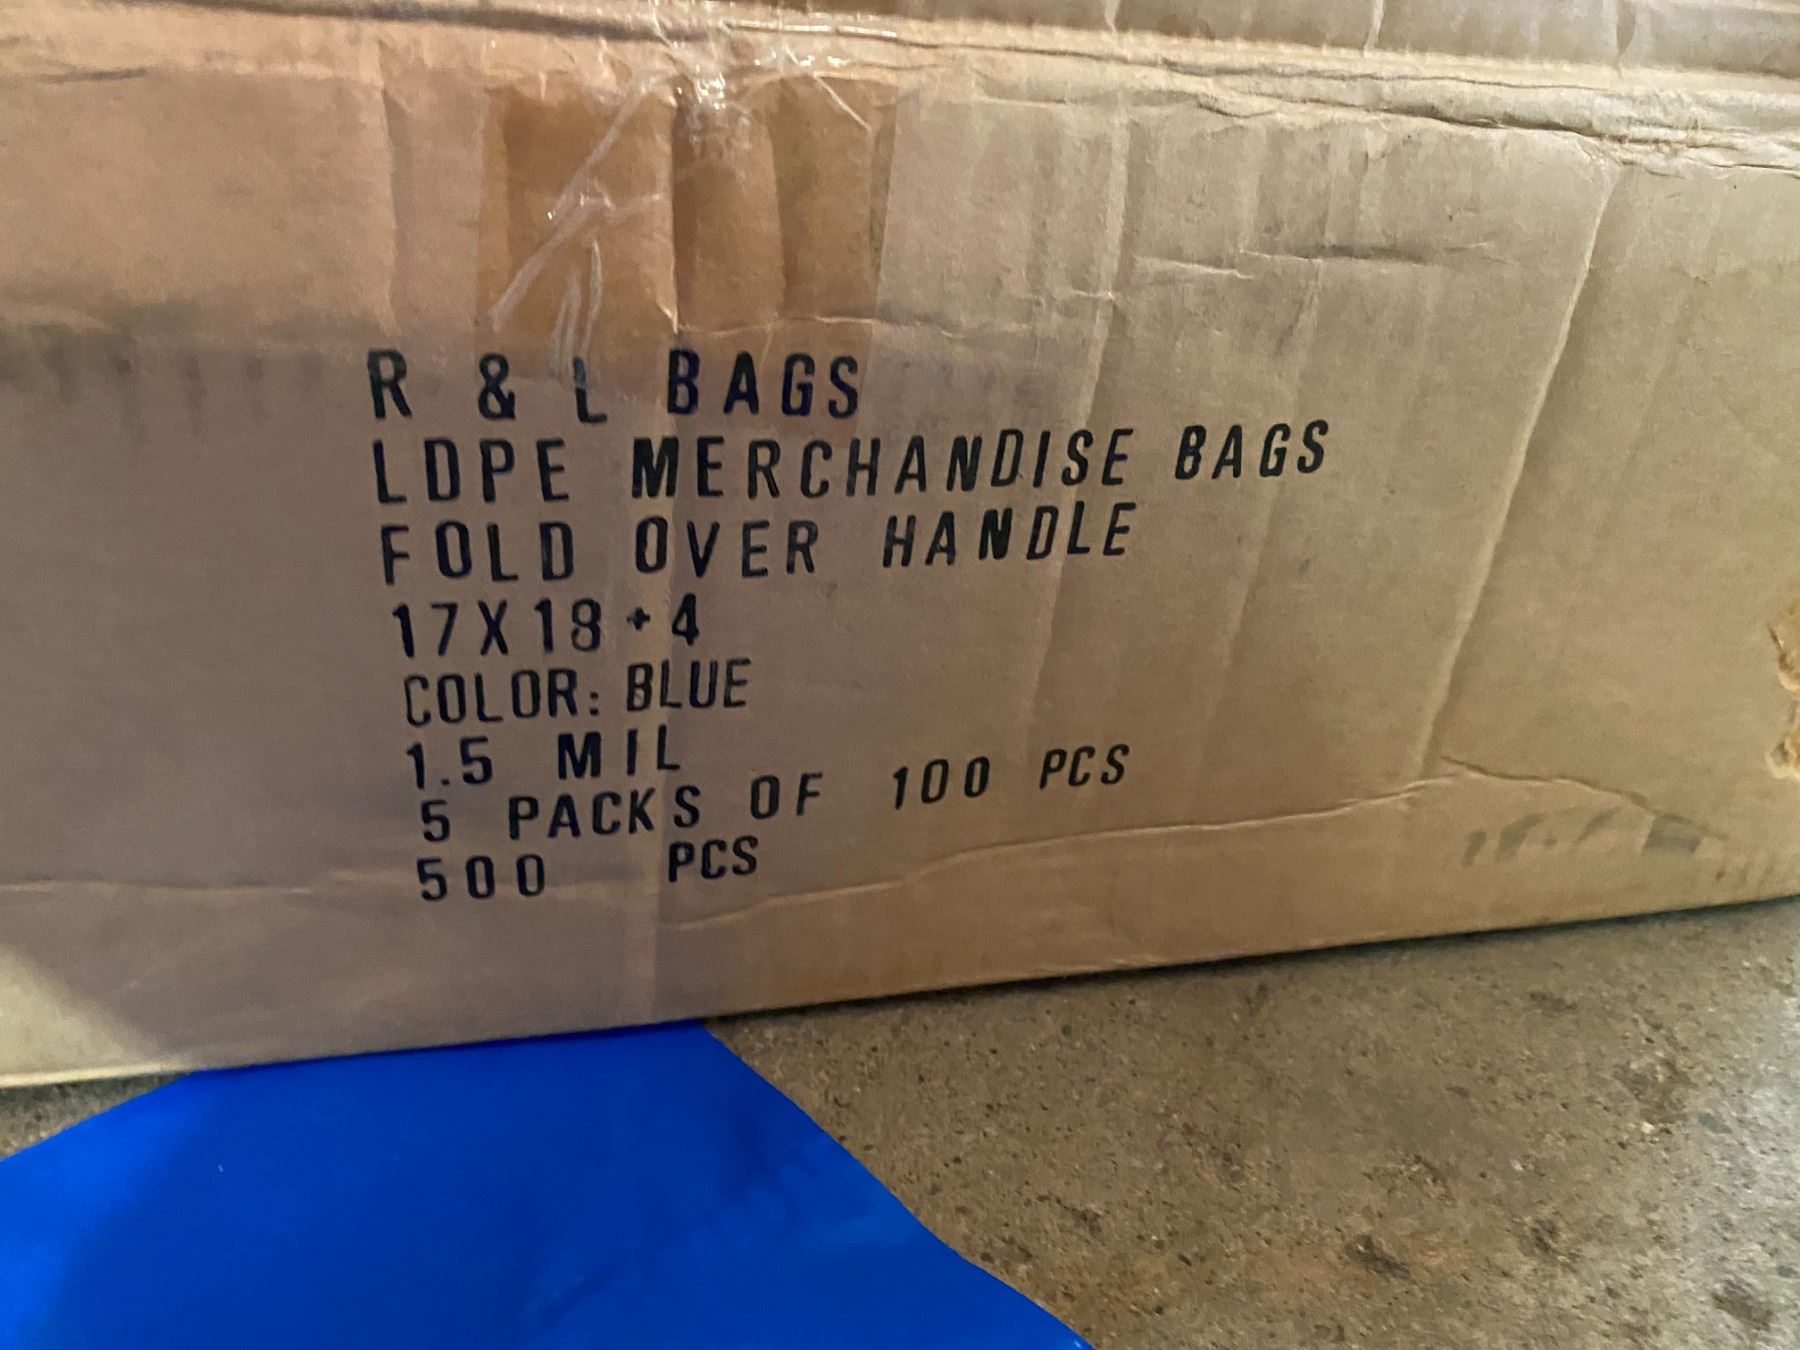 R & L BAGS
LDPE MERCHANDISE BAGS
FOLD OVER HANDLE
17X18+4
COLOR: BLUE
1.5 MIL
5 PACKS OF 100 PCS
500 PCS